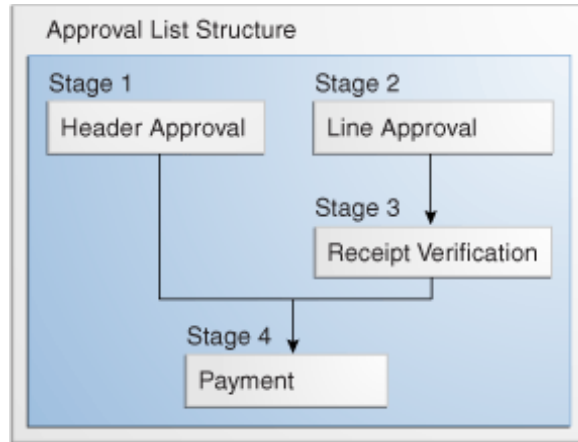 Approval List Structure
Stage 1
Header Approval
Stage 2
Line Approval
Stage 3
Receipt Verification
Stage 4
Payment